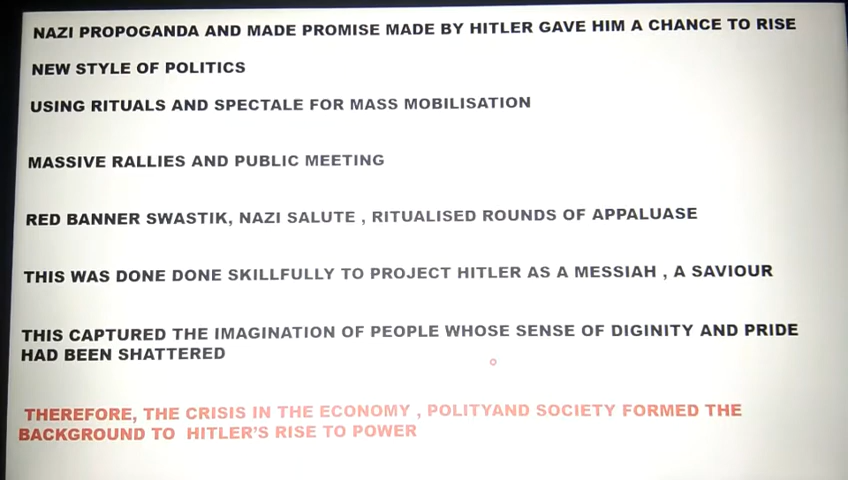 NAZI PROPOGANDA AND MADE PROMISE MADE BY HITLER GAVE HIM A CHANCE TO RISE
NEW STYLE OF POLITICS
USING RITUALS AND SPECTALE FOR MASS MOBILISATION
MASSIVE RALLIES AND PUBLIC MEETING
RED BANNER SWASTIK, NAZI SALUTE , RITUALISED ROUNDS OF APPALUASE
THIS WAS DONE DONE SKILLFULLY TO PROJECT HITLER AS A MESSIAH , A SAVIOUR
THIS CAPTURED THE IMAGINATION OF PEOPLE WHOSE SENSE OF DIGINITY AND PRIDE
HAD BEEN SHATTERED
THEREFORE, THE CRISIS IN THE ECONOMY , POLITYAND SOCIETY FORMED THE
BACKGROUND TO HITLER'S RISE TO POWER